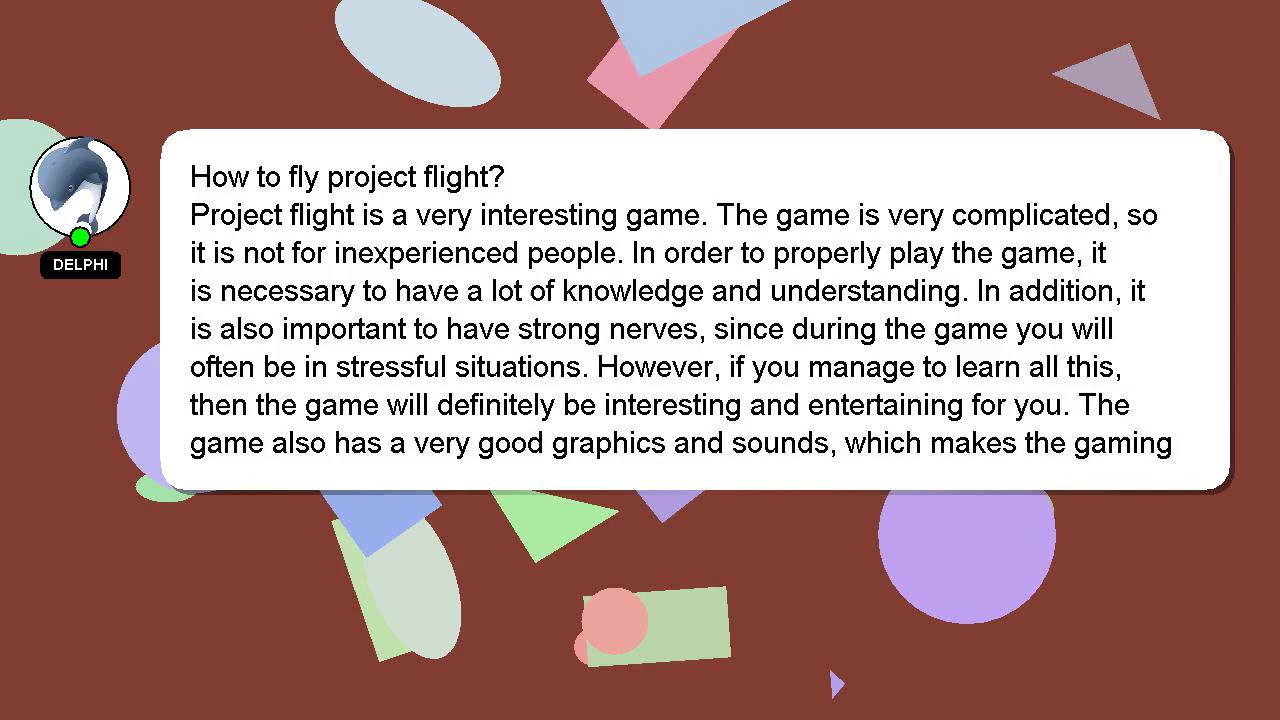 DELPHI
How to fly project flight?
Project flight is a very interesting game. The game is very complicated, so
it is not for inexperienced people. In order to properly play the game, it
is necessary to have a lot of knowledge and understanding. In addition, it
is also important to have strong nerves, since during the game you will
often be in stressful situations. However, if you manage to learn all this,
then the game will definitely be interesting and entertaining for you. The
game also has a very good graphics and sounds, which makes the gaming